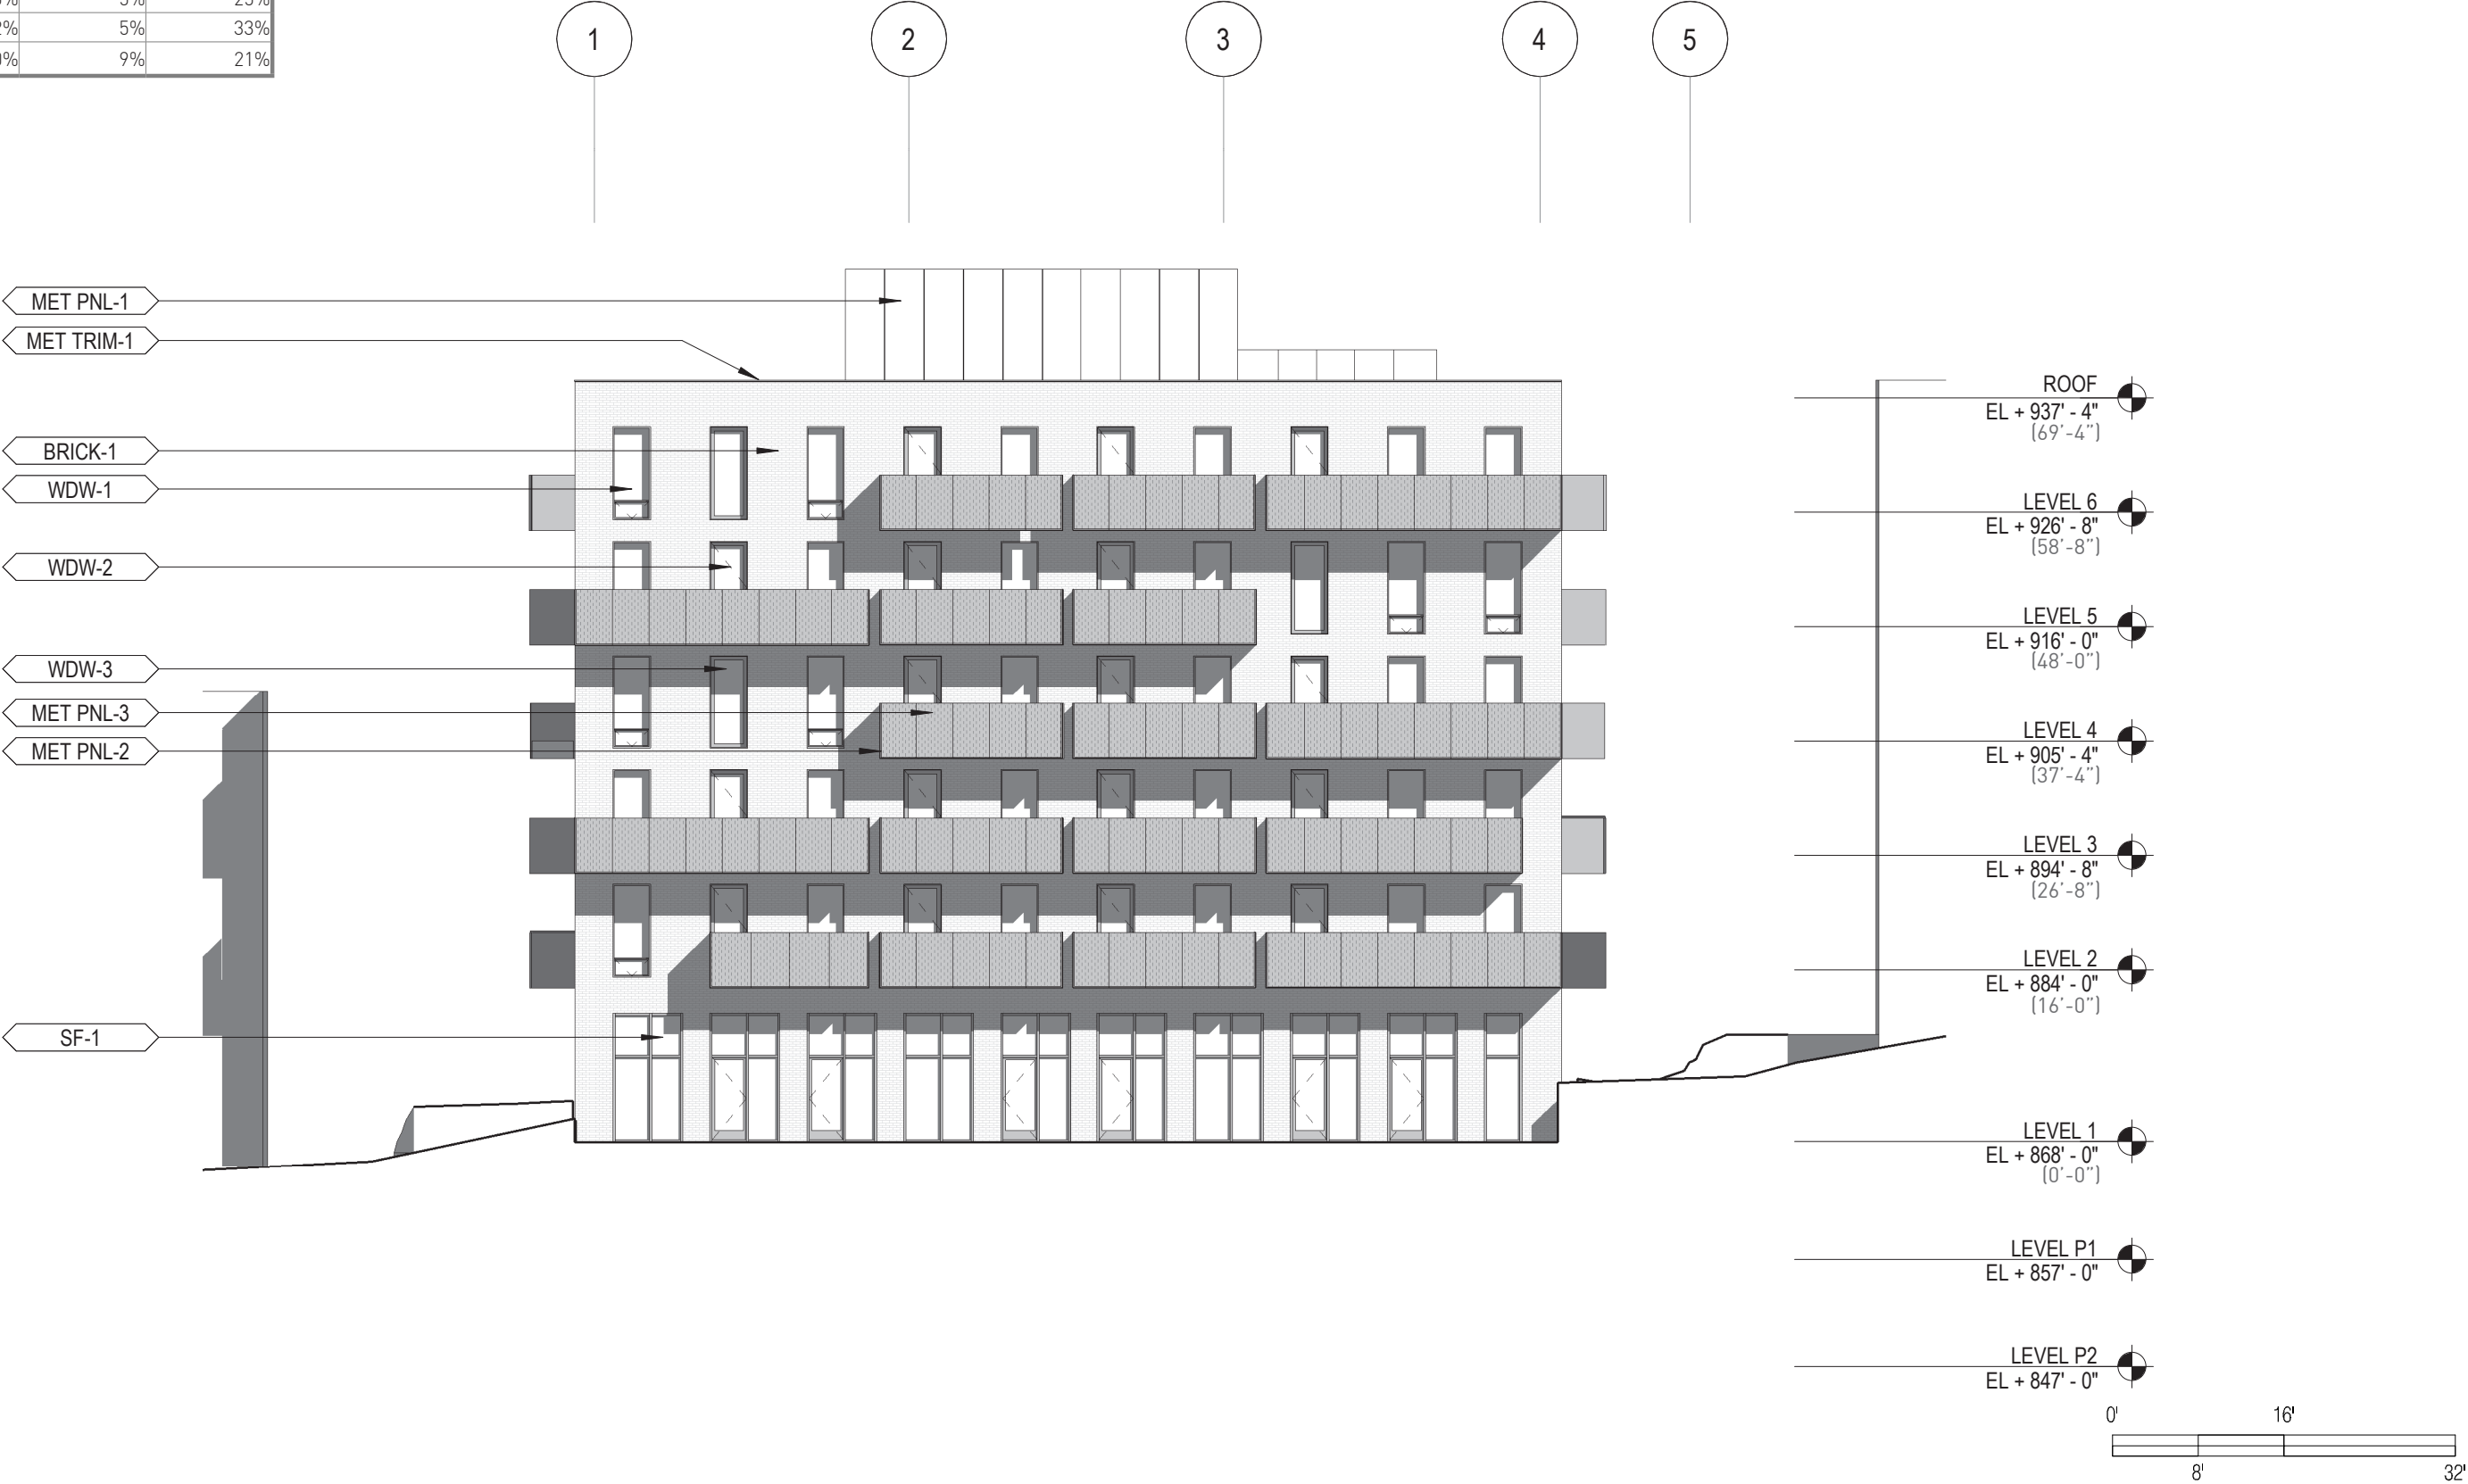 5% 33%
9% 21%
1 2 3 4 5
MET PNL-1
MET TRIM-1
BRICK-1
WDW-1
WDW-2
WDW-3
MET PNL-3
MET PNL-2
SF-1
ROOF
EL + 937' - 4"
(69'-4")
LEVEL 6
EL + 926' - 8"
(58'-8")
LEVEL 5
EL + 916' - 0"
(48'-0")
LEVEL 4
EL + 905' - 4"
(37'-4")
LEVEL 3
EL + 894' - 8"
(26'-8")
LEVEL 2
EL + 884' - 0"
(16'-0")
LEVEL 1
EL + 868' - 0"
(0'-0")
LEVEL P1
EL + 857' - 0"
LEVEL P2
EL + 847' - 0"
0' 16'
8' 32'